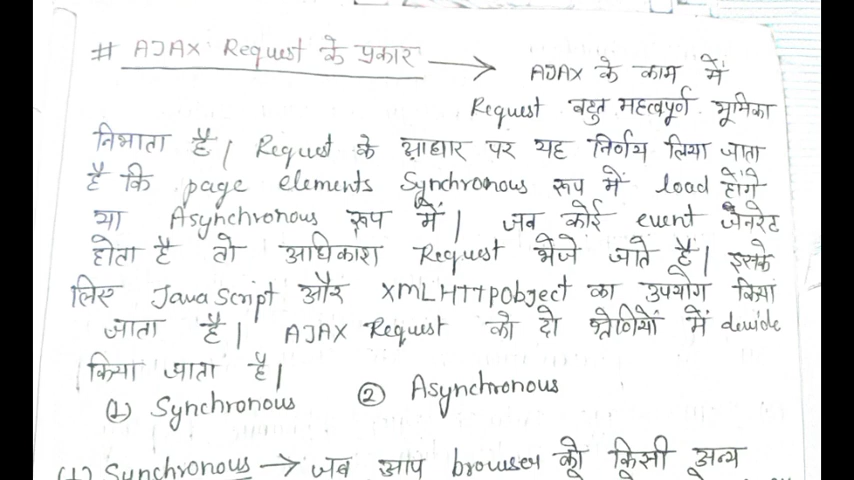 # AJAX Request के प्रकार → AJAX के काम में
Request बहुत महत्वपूर्ण भूमिका
निभाता है। Request के आधार पर यह निर्णय लिया जाता
है कि page elements Synchronous रूप में load होंगे
या Asynchronous रूप में। जब कोई event जेनरेट
होता है तो अधिकांश Request भेजे जाते है। इसके
लिए JavaScript और XMLHTTPObject का उपयोग किया
जाता है। AJAX Request को दो श्रेणियों में devide
किया जाता है।
(1) Synchronous ② Asynchronous
(1) Synchronous → जब आप browser को किसी अन्य